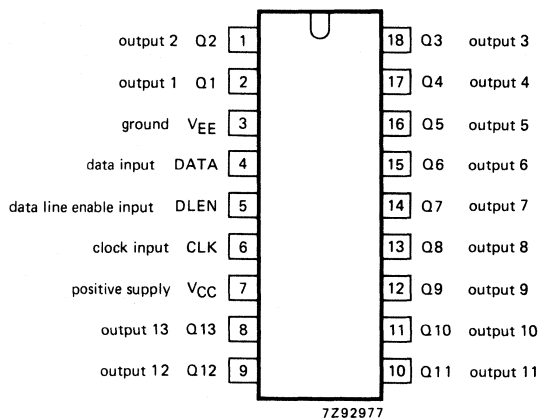 output 2 Q2 1 18 Q3 output 3
output 1 Q1 2 17 Q4 output 4
ground VEE 3 16 Q5 output 5
data input DATA 4 15 Q6 output 6
data line enable input DLEN 5 14 Q7 output 7
clock input CLK 6 13 Q8 output 8
positive supply VCC 7 12 Q9 output 9
output 13 Q13 8 11 Q10 output 10
output 12 Q12 9 10 Q11 output 11
7Z92977